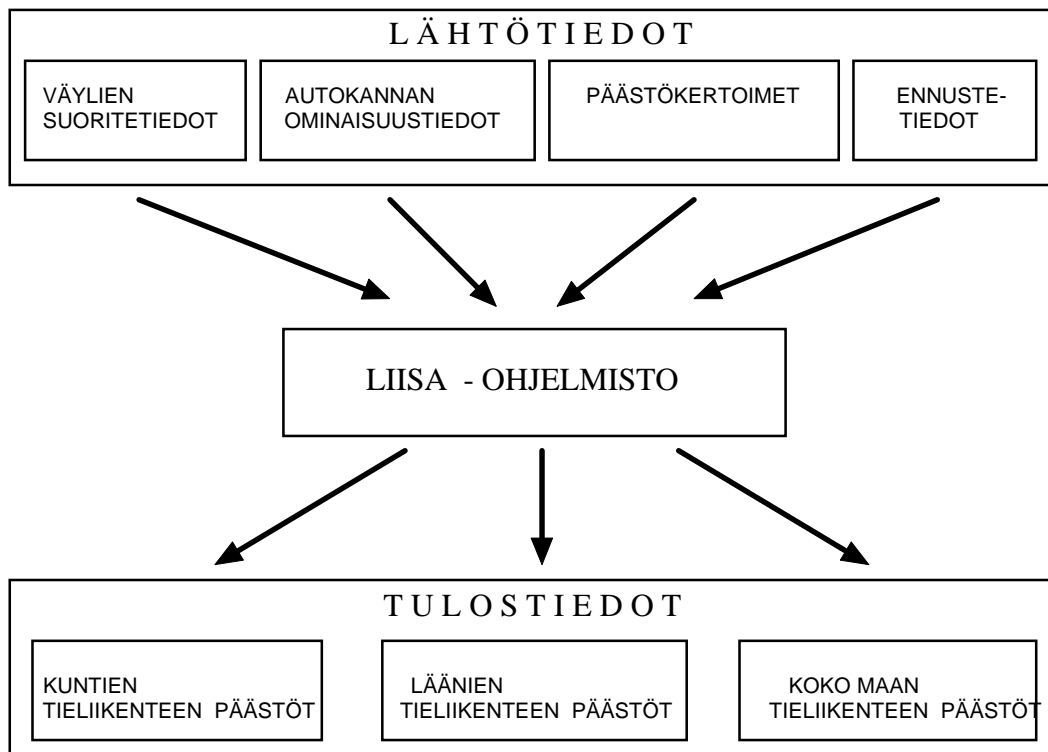 L Ä H T Ö T I E D O T
VÄYLIEN
SUORITETIEDOT
AUTOKANNAN
OMINAISUUSTIEDOT
PÄÄSTÖKERTOIMET
ENNUSTE-
TIEDOT
LIISA - OHJELMISTO
T U L O S T I E D O T
KUNTIEN
TIELIIKENTEEN PÄÄSTÖT
LÄÄNIEN
TIELIIKENTEEN PÄÄSTÖT
KOKO MAAN
TIELIIKENTEEN PÄÄSTÖT